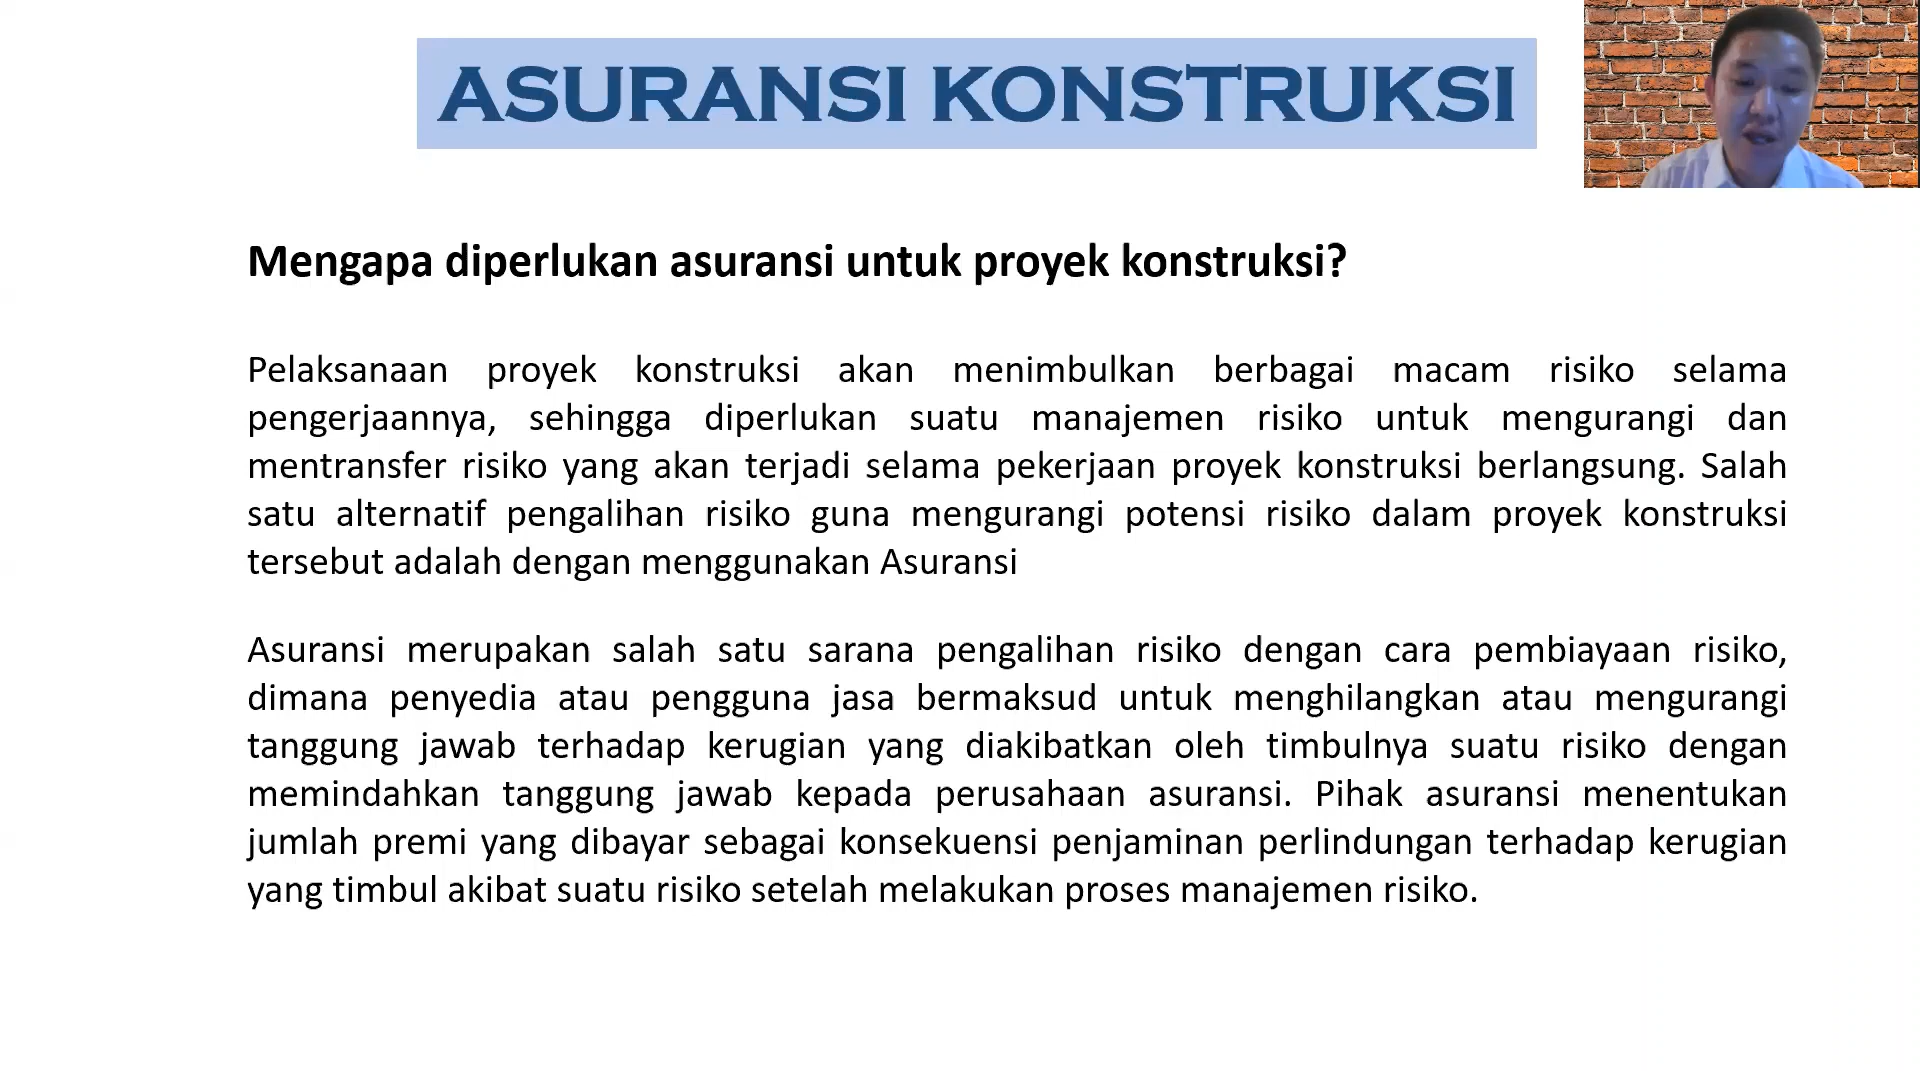 ASURANSI KONSTRUKSI
Mengapa diperlukan asuransi untuk proyek konstruksi?
Pelaksanaan proyek konstruksi akan menimbulkan berbagai macam risiko selama
pengerjaannya, sehingga diperlukan suatu manajemen risiko untuk mengurangi dan
mentransfer risiko yang akan terjadi selama pekerjaan proyek konstruksi berlangsung. Salah
satu alternatif pengalihan risiko guna mengurangi potensi risiko dalam proyek konstruksi
tersebut adalah dengan menggunakan Asuransi
Asuransi merupakan salah satu sarana pengalihan risiko dengan cara pembiayaan risiko,
dimana penyedia atau pengguna jasa bermaksud untuk menghilangkan atau mengurangi
tanggung jawab terhadap kerugian yang diakibatkan oleh timbulnya suatu risiko dengan
memindahkan tanggung jawab kepada perusahaan asuransi. Pihak asuransi menentukan
jumlah premi yang dibayar sebagai konsekuensi penjaminan perlindungan terhadap kerugian
yang timbul akibat suatu risiko setelah melakukan proses manajemen risiko.